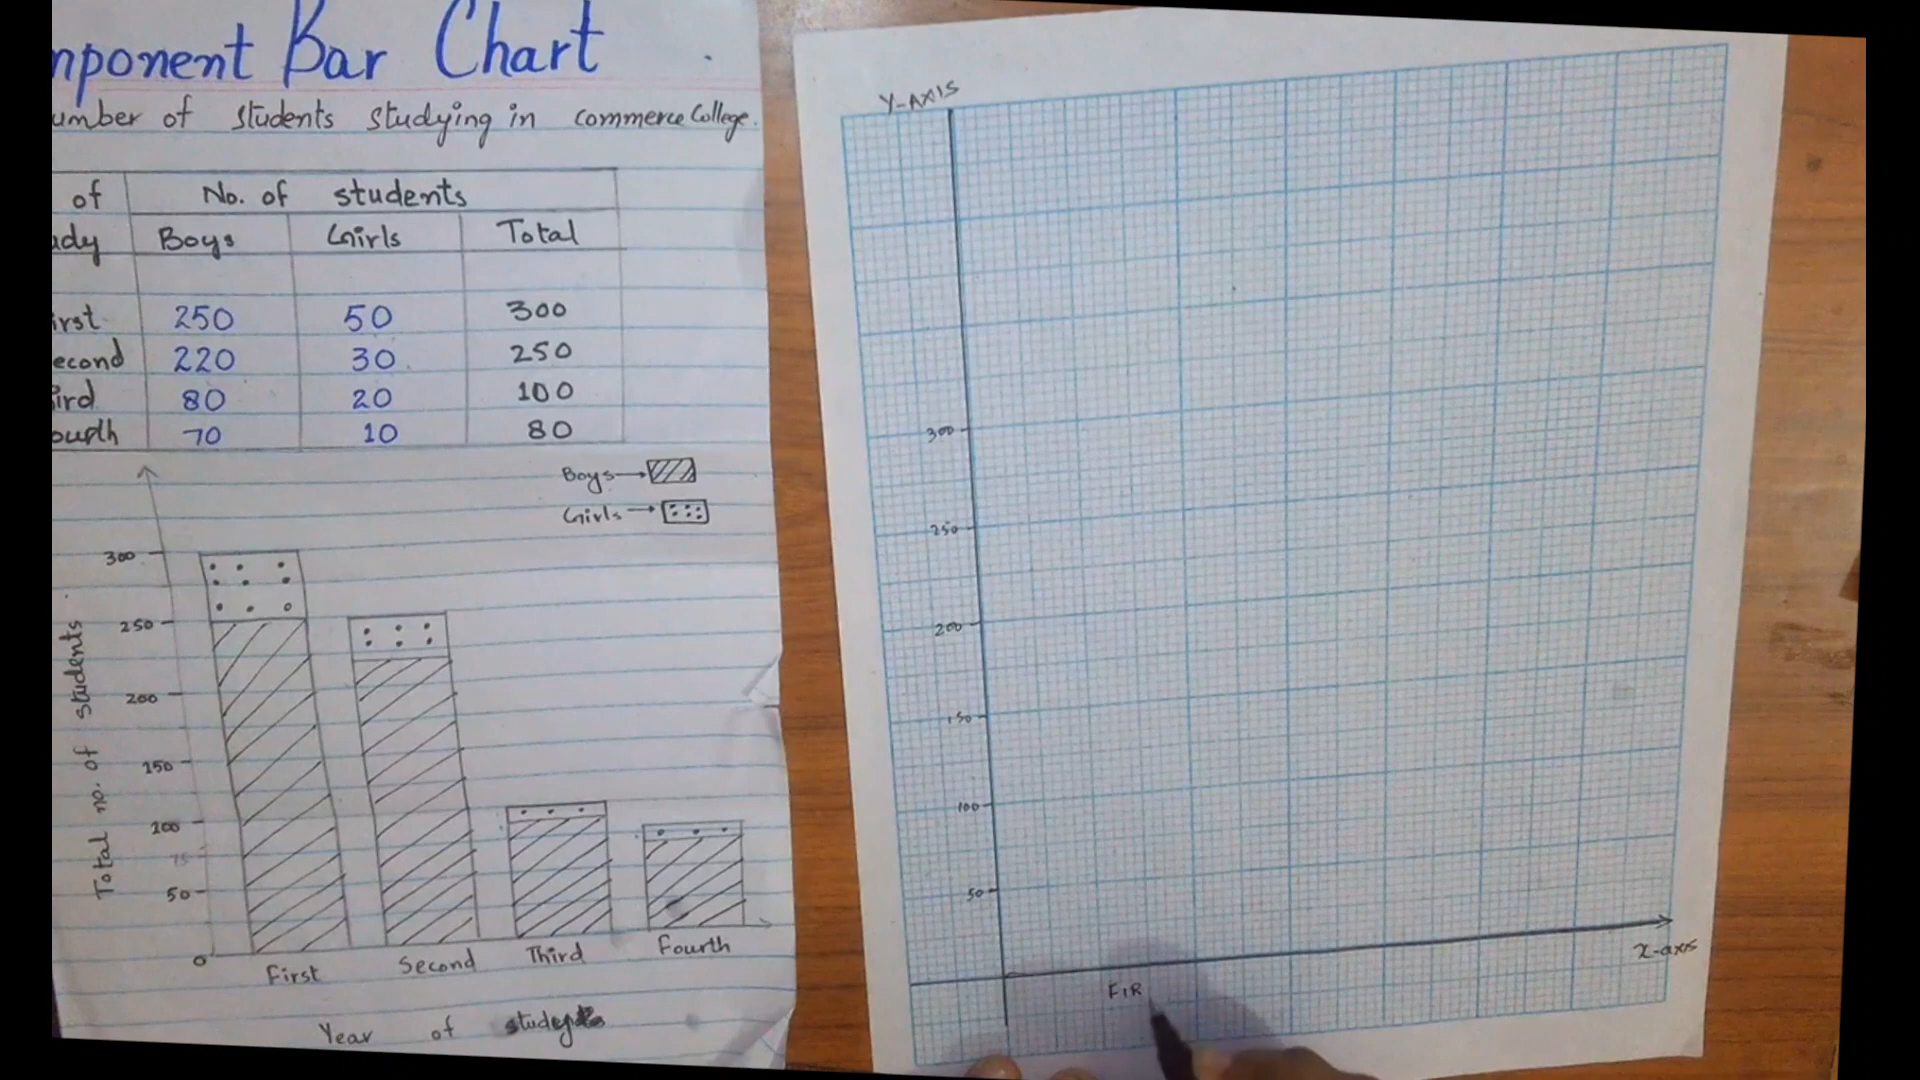 mponent Bar Chart
umber of students studying in commerce College.
of No. of students
udy Boys Girls Total
irst 250 50 300
econd 220 30 250
ird 80 20 100
ourth 70 10 80
Boys
Girls
300
250
200
150
100
75
50
0
Total no. of students
First Second Third Fourth
Year of
Y-AXIS
300
250
200
150
100
50
X-axis
FIR